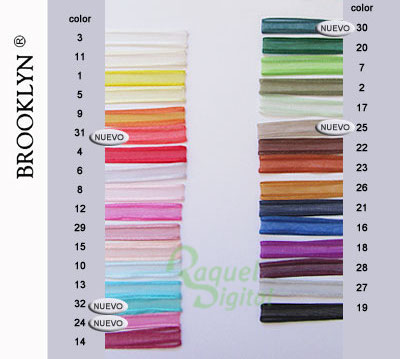 BROOKLYN ®
color
3
11
1
5
9
31 NUEVO
4
6
8
12
29
15
10
13
32 NUEVO
24 NUEVO
14
color
NUEVO 30
20
7
2
17
NUEVO 25
22
23
26
21
16
18
28
27
19
Raquel
Digital